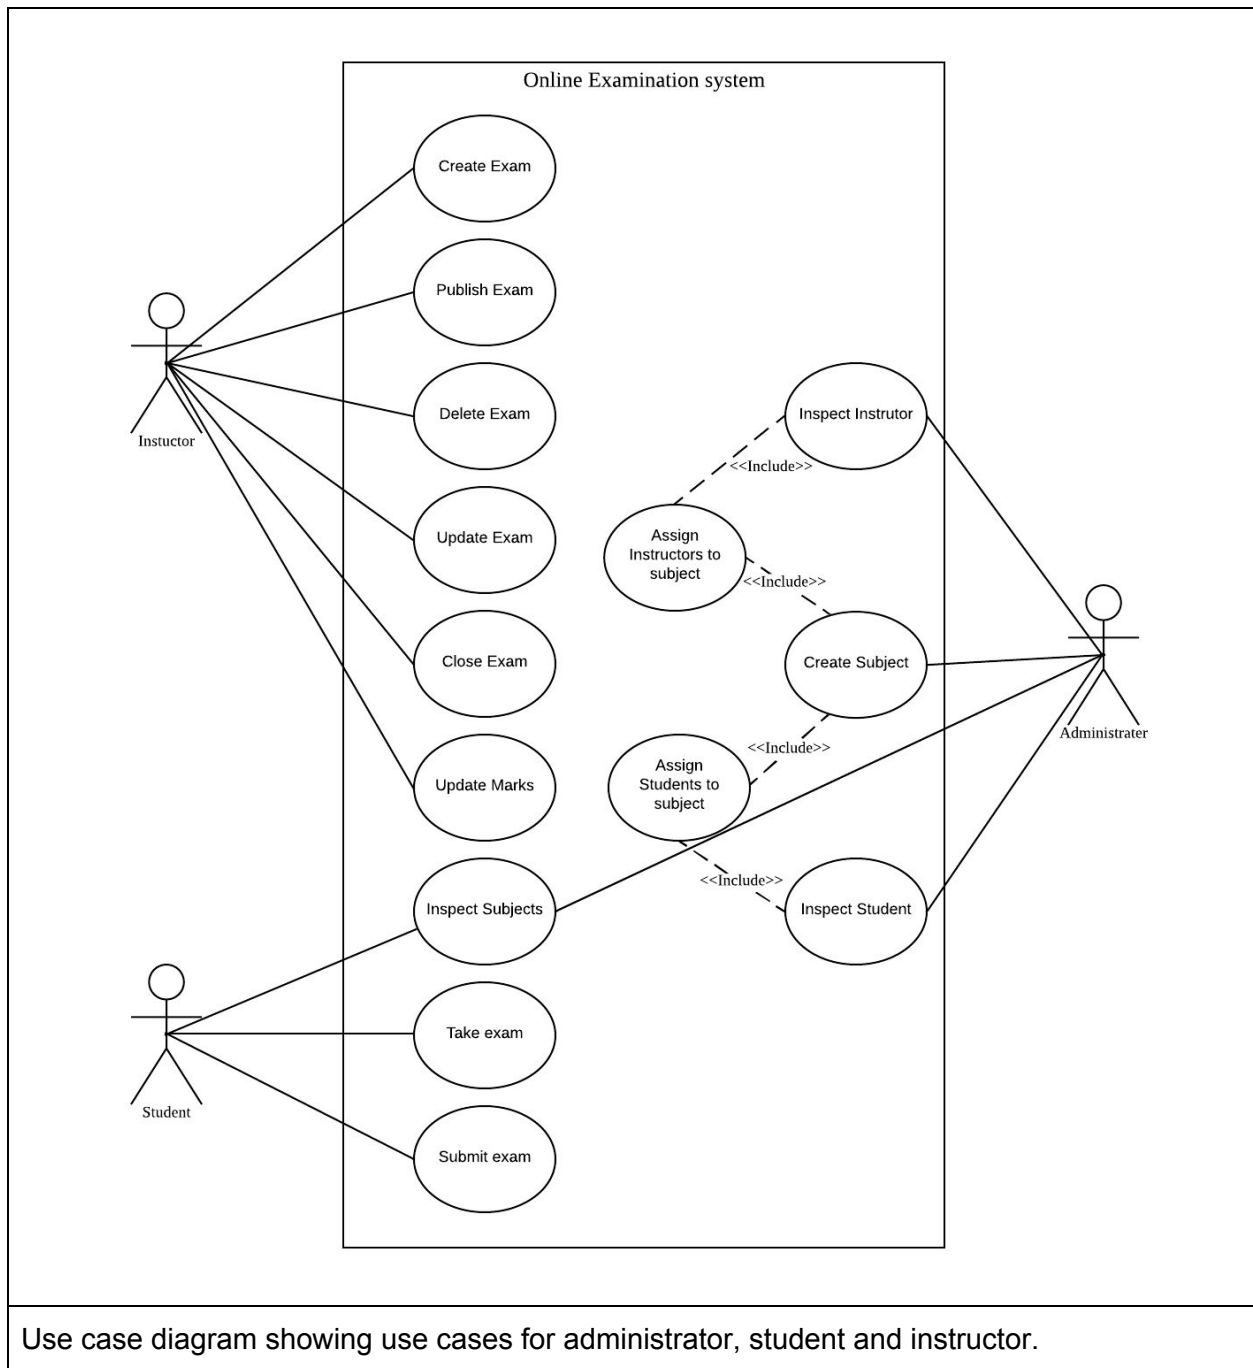 Online Examination system
Create Exam
Publish Exam
Delete Exam
Inspect Instrutor
Instuctor
<<Include>>
Update Exam
Assign
Instructors to
subject
<<Include>>
Close Exam
Create Subject
Administrater
<<Include>>
Update Marks
Assign
Students to
subject
<<Include>>
Inspect Subjects
Inspect Student
Take exam
Student
Submit exam
Use case diagram showing use cases for administrator, student and instructor.